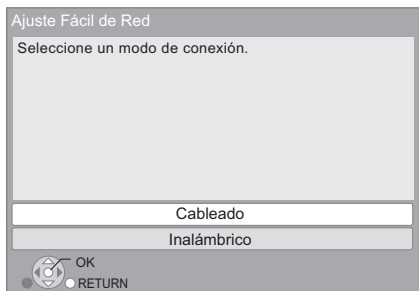 Ajuste Fácil de Red
Seleccione un modo de conexión.
Cableado
Inalámbrico
OK
RETURN